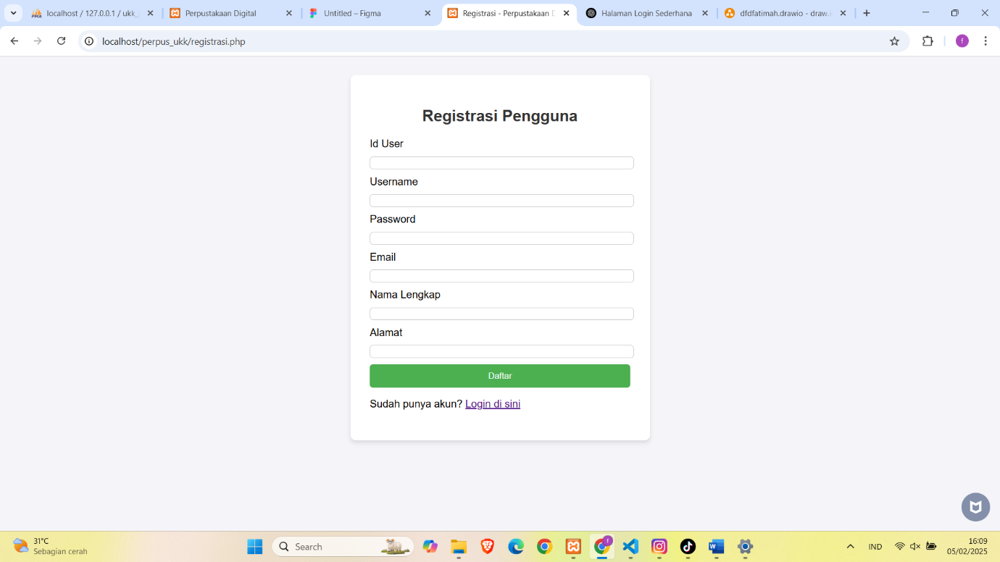 localhost / 127.0.0.1 / ukk_
Perpustakaan Digital
Untitled – Figma
Registrasi - Perpustakaan D
Halaman Login Sederhana
dfdfatimah.drawio - draw.i
localhost/perpus_ukk/registrasi.php
f
Registrasi Pengguna
Id User
Username
Password
Email
Nama Lengkap
Alamat
Daftar
Sudah punya akun? Login di sini
31°C
Sebagian cerah
Search
f
IND
16:09
05/02/2025